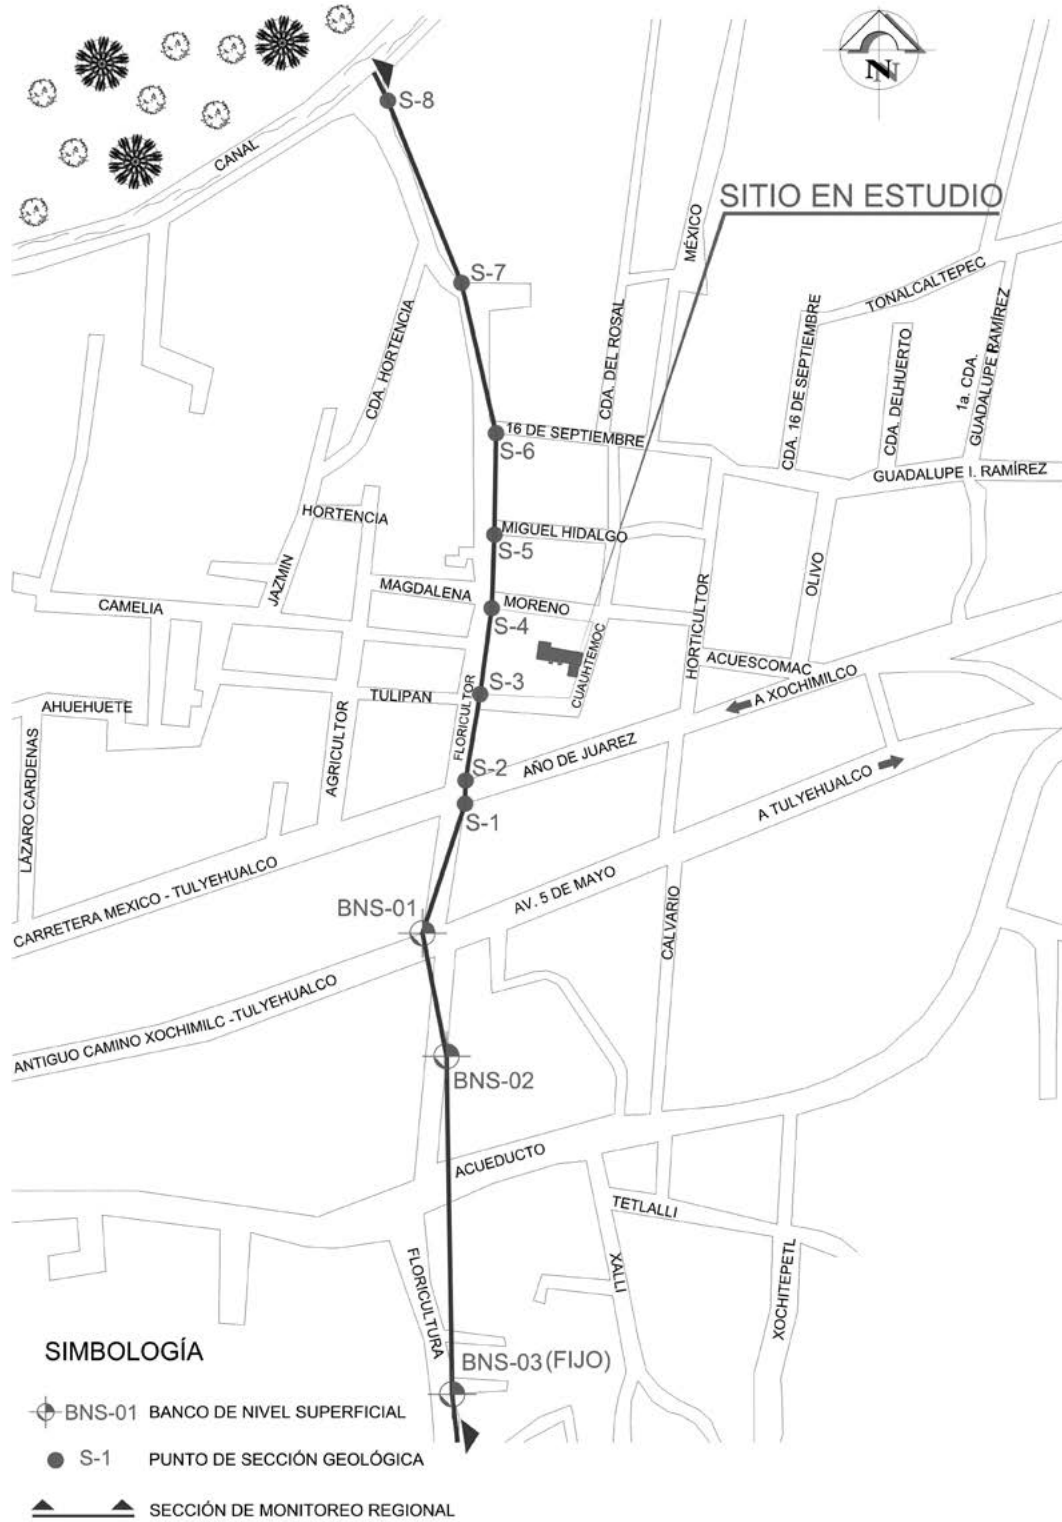 N
S-8
CANAL
SITIO EN ESTUDIO
MÉXICO
S-7
TONALCALTEPEC
CDA. HORTENCIA
CDA. DEL ROSAL
CDA. 16 DE SEPTIEMBRE
CDA. DELHUERTO
1a. CDA.
GUADALUPE RAMÍREZ
16 DE SEPTIEMBRE
S-6
GUADALUPE I. RAMÍREZ
HORTENCIA
MIGUEL HIDALGO
S-5
JAZMIN
OLIVO
MAGDALENA
MORENO
S-4
CAMELIA
HORTICULTOR
CUAUHTEMOC
ACUESCOMAC
A XOCHIMILCO
S-3
TULIPAN
FLORICULTOR
AHUEHUETE
AGRICULTOR
LÁZARO CARDENAS
S-2
AÑO DE JUAREZ
A TULYEHUALCO
S-1
CARRETERA MEXICO - TULYEHUALCO
AV. 5 DE MAYO
BNS-01
CALVARIO
ANTIGUO CAMINO XOCHIMILC -TULYEHUALCO
BNS-02
ACUEDUCTO
TETLALLI
FLORICULTURA
XALLI
XOCHITEPETL
BNS-03 (FIJO)
SIMBOLOGÍA
BNS-01 BANCO DE NIVEL SUPERFICIAL
S-1 PUNTO DE SECCIÓN GEOLÓGICA
SECCIÓN DE MONITOREO REGIONAL